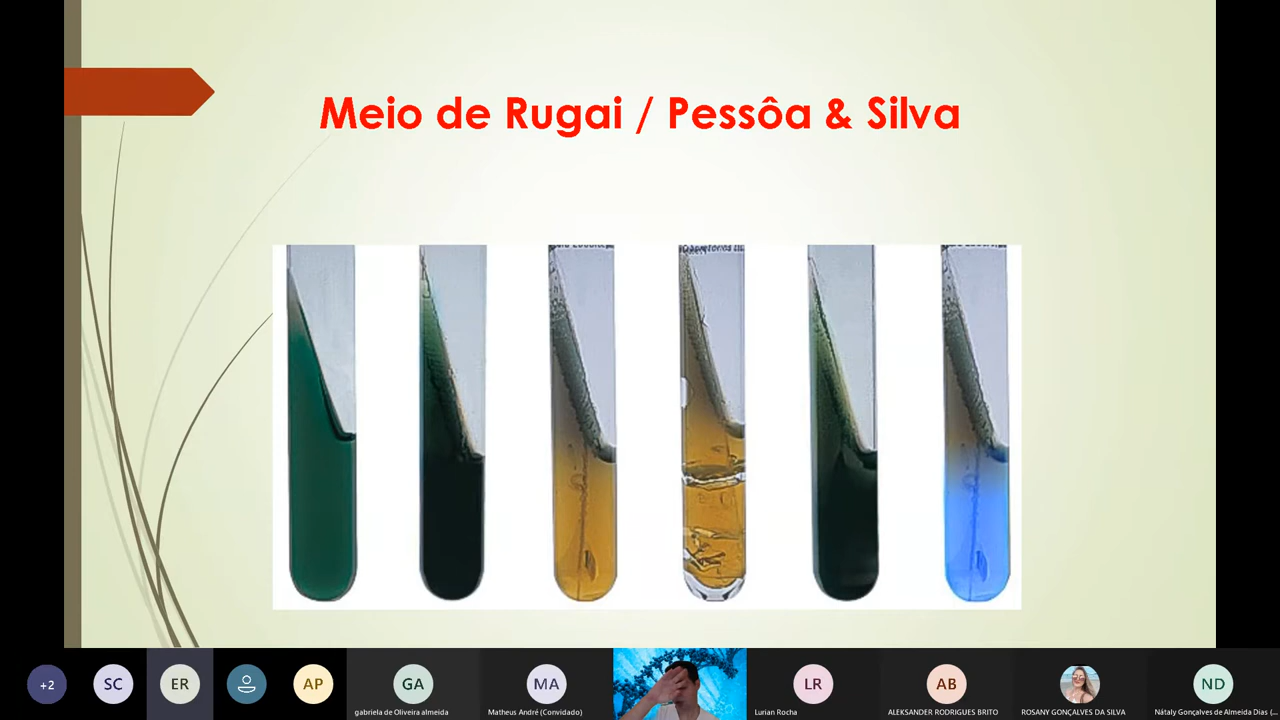 Meio de Rugai / Pessôa & Silva
+2
SC
ER
AP
GA
gabriela de Oliveira almeida
MA
Matheus André (Convidado)
LR
Lurian Rocha
AB
ALEKSANDER RODRIGUES BRITO
ROSANY GONÇALVES DA SILVA
ND
Nátaly Gonçalves de Almeida Dias (...